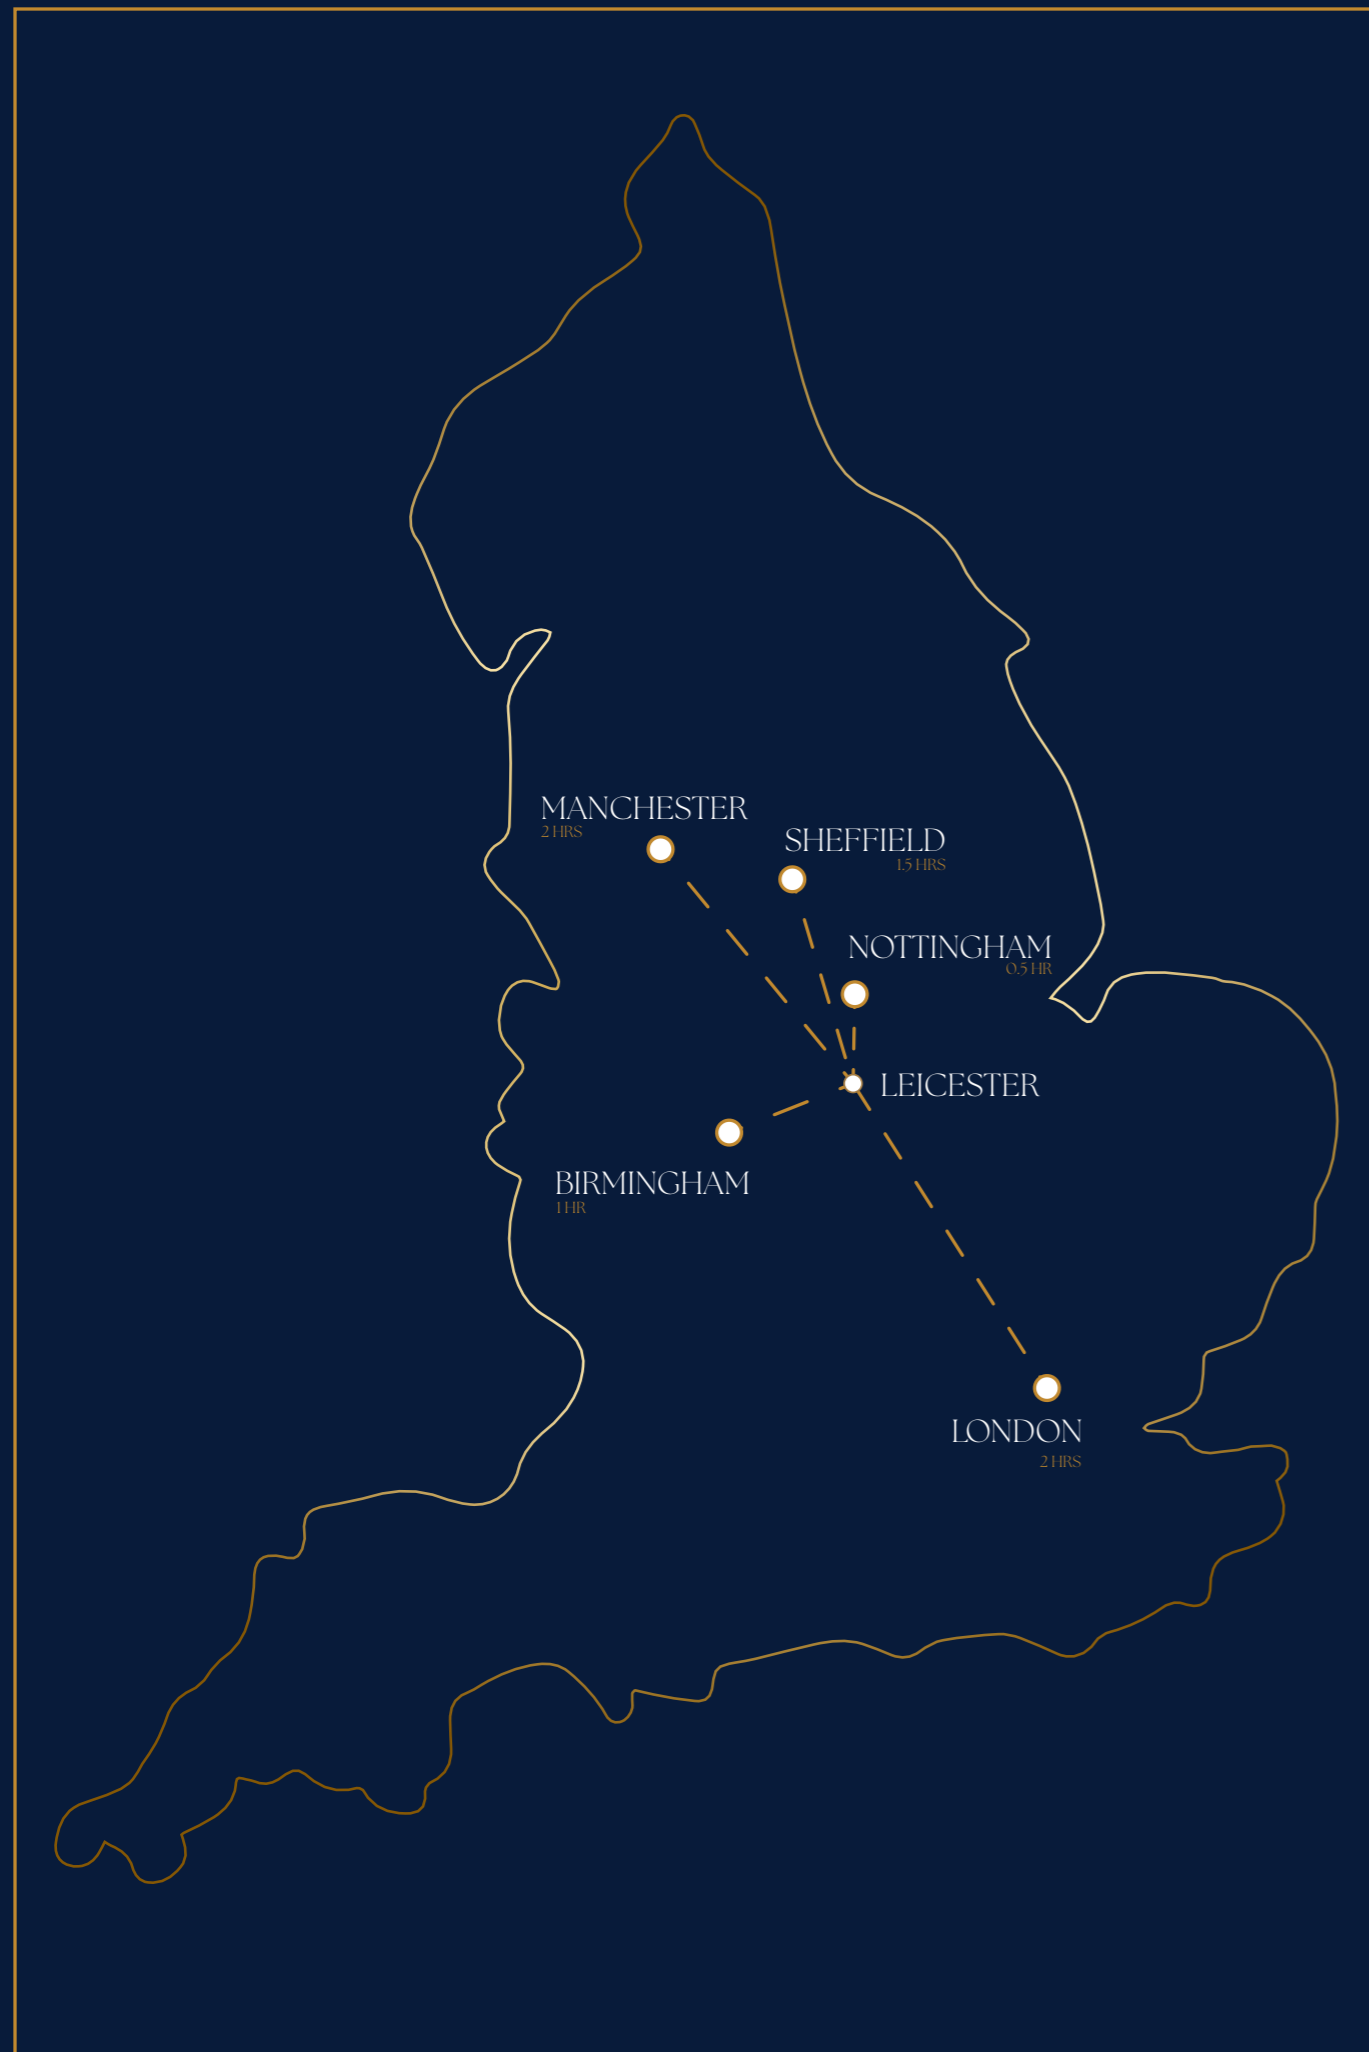 MANCHESTER
2 HRS
SHEFFIELD
1.5 HRS
NOTTINGHAM
0.5 HR
LEICESTER
BIRMINGHAM
1 HR
LONDON
2 HRS